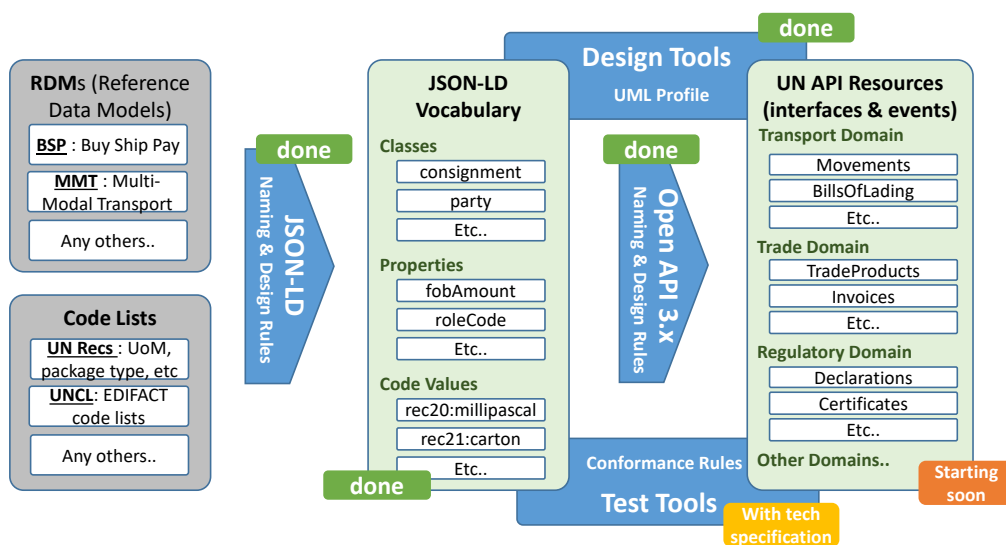 RDMs (Reference
Data Models)
BSP : Buy Ship Pay
MMT : Multi-
Modal Transport
Any others..
Code Lists
UN Recs : UoM,
package type, etc
UNCL: EDIFACT
code lists
Any others..
done
JSON-LD
Naming & Design Rules
JSON-LD
Vocabulary
Classes
consignment
party
Etc..
Properties
fobAmount
roleCode
Etc..
Code Values
rec20:millipascal
rec21:carton
Etc..
done
done
Design Tools
UML Profile
done
Open API 3.x
Naming & Design Rules
Conformance Rules
Test Tools
With tech
specification
UN API Resources
(interfaces & events)
Transport Domain
Movements
BillsOfLading
Etc..
Trade Domain
TradeProducts
Invoices
Etc..
Regulatory Domain
Declarations
Certificates
Etc..
Other Domains..
Starting
soon